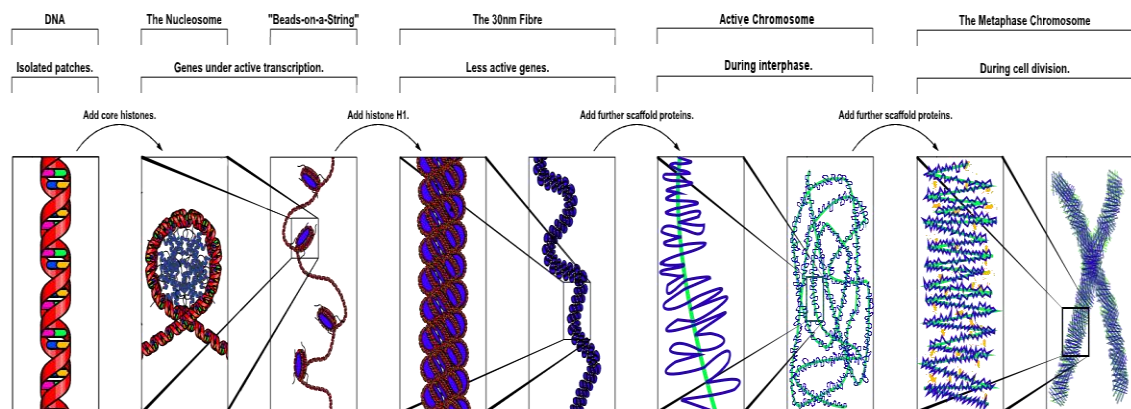 DNA
The Nucleosome
"Beads-on-a-String"
The 30nm Fibre
Active Chromosome
The Metaphase Chromosome
Isolated patches.
Genes under active transcription.
Less active genes.
During interphase.
During cell division.
Add core histones.
Add histone H1.
Add further scaffold proteins.
Add further scaffold proteins.